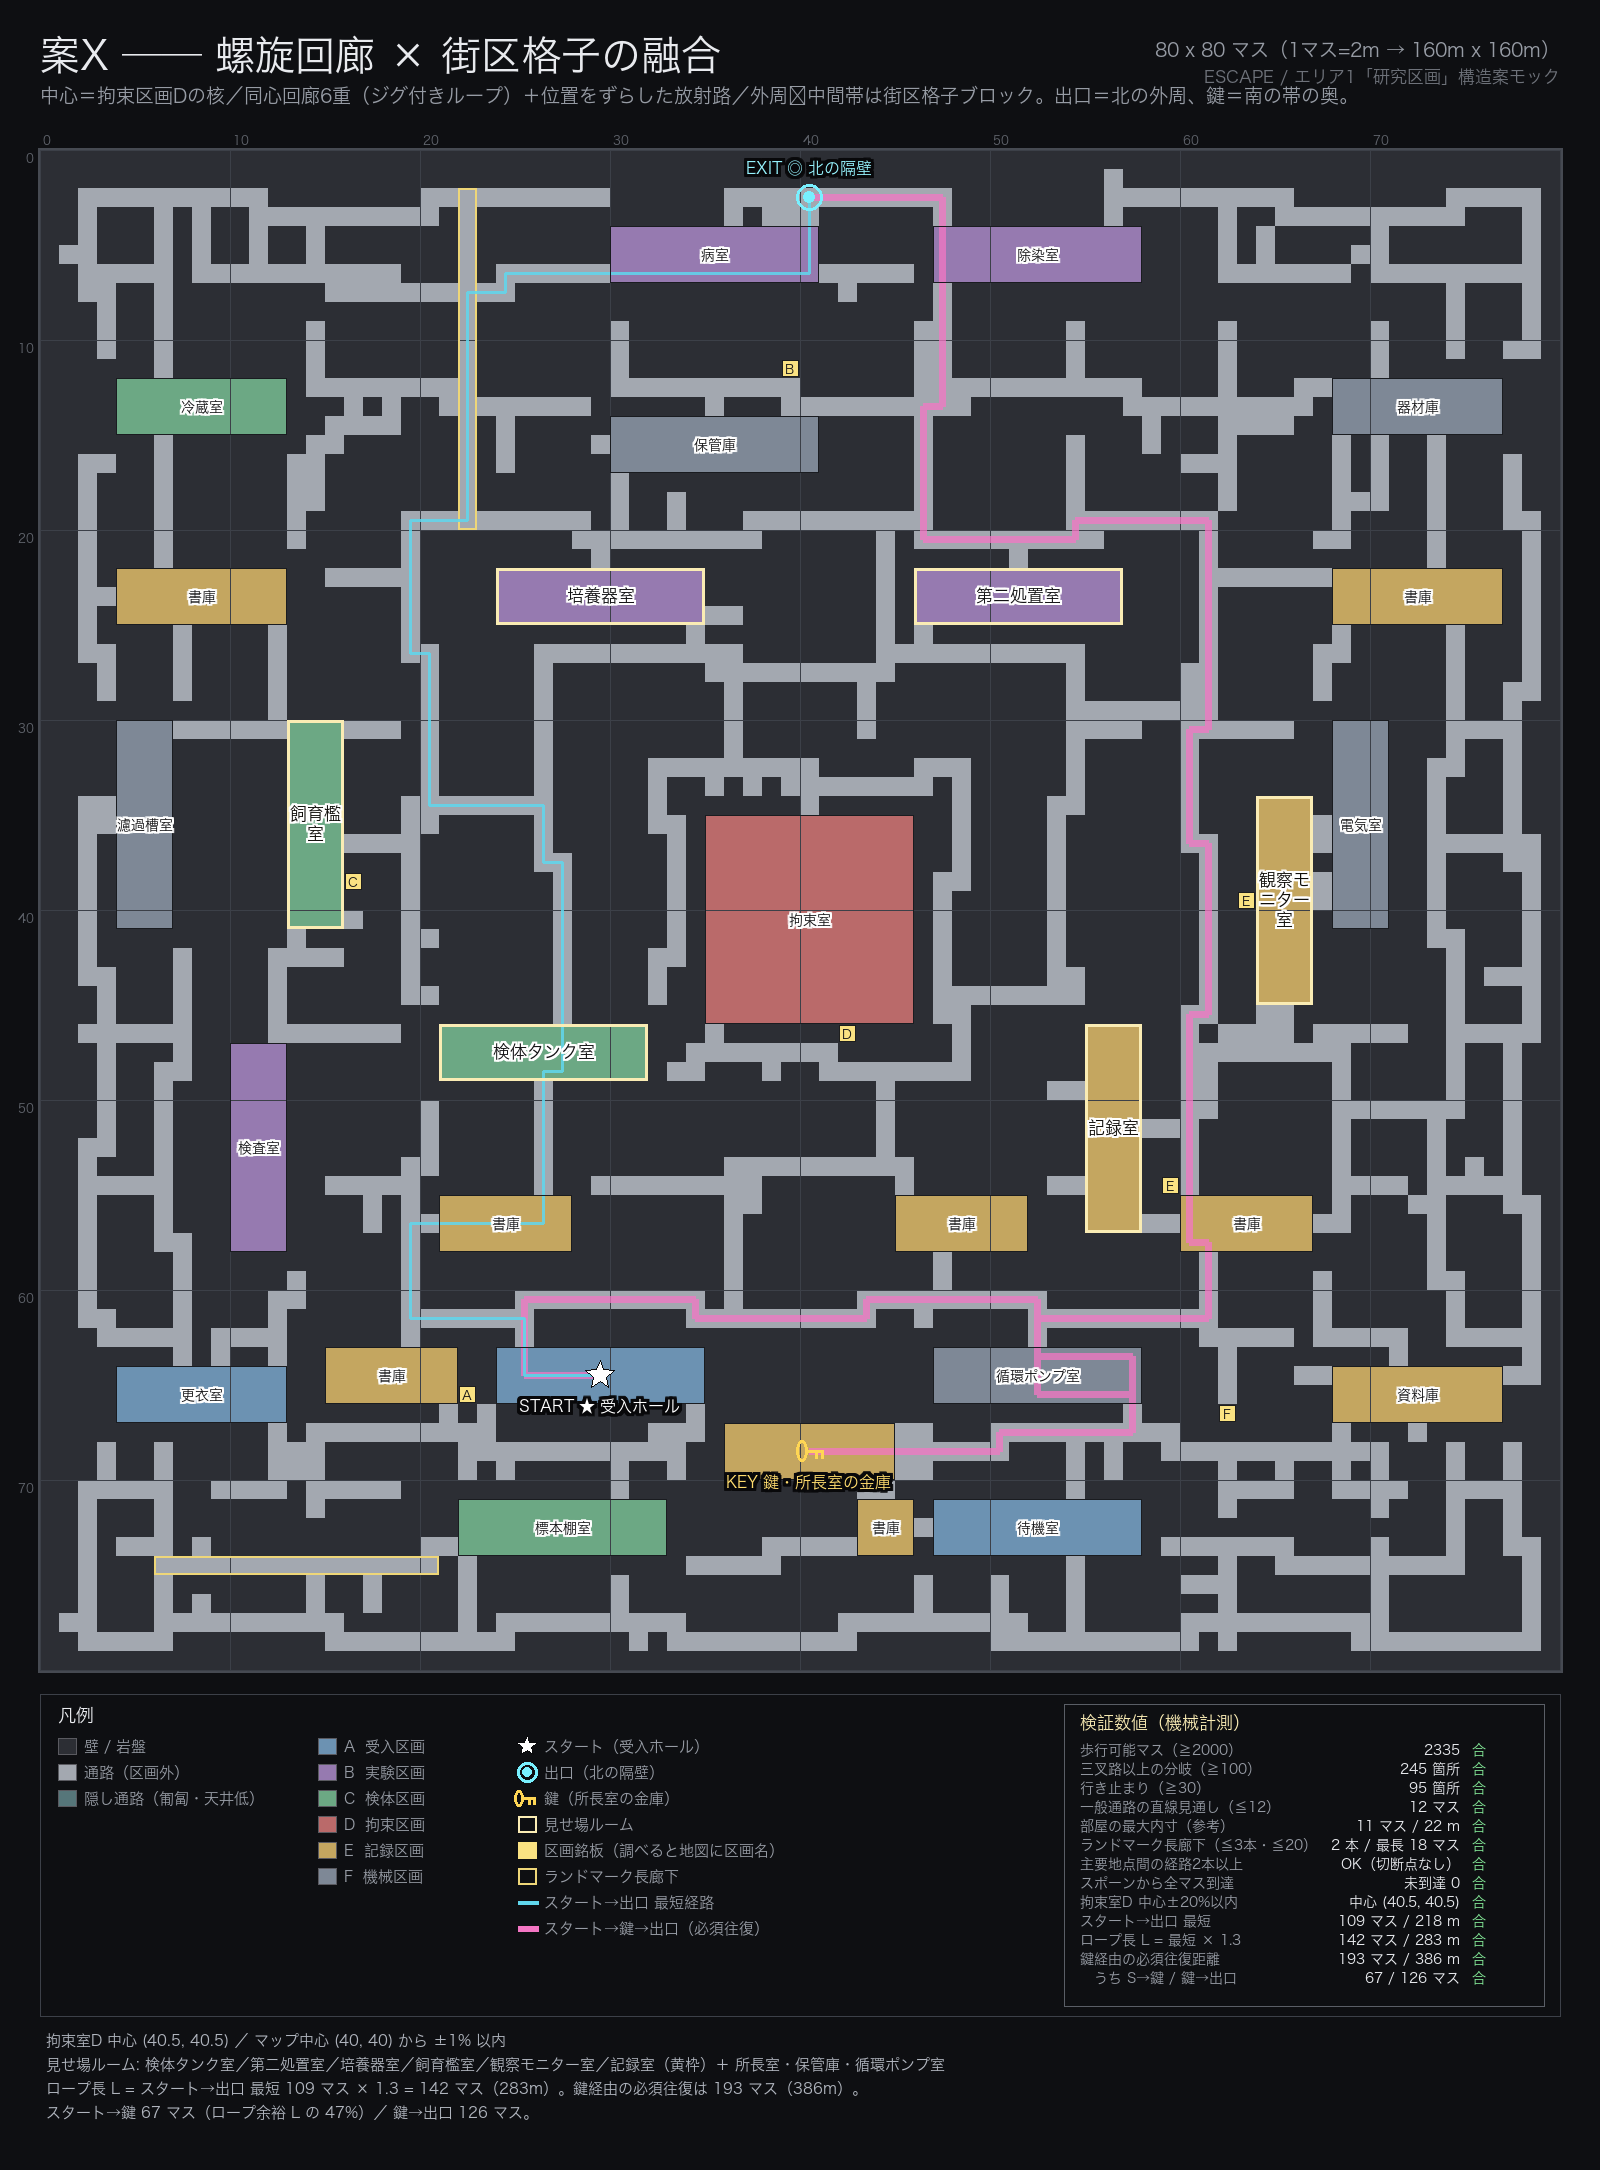 案X —— 螺旋回廊 × 街区格子の融合
80 x 80 マス（1マス=2m → 160m x 160m）
ESCAPE / エリア1「研究区画」構造案モック
中心＝拘束区画Dの核／同心回廊6重（ジグ付きループ）＋位置をずらした放射路／外周〿中間帯は街区格子ブロック。出口＝北の外周、鍵＝南の帯の奥。
0 10 20 30 40 50 60 70
0
EXIT ◎ 北の隔壁
病室
除染室
10
B
冷蔵室
器材庫
保管庫
20
培養器室
第二処置室
書庫
書庫
30
濾過槽室
飼育檻
室
電気室
C
観察モ
ニター
室
E
40
拘束室
D
検体タンク室
50
記録室
検査室
E
書庫
書庫
書庫
60
更衣室
書庫
A
START ★ 受入ホール
循環ポンプ室
F
資料庫
70
KEY 鍵・所長室の金庫
標本棚室
書庫
待機室
凡例
壁 / 岩盤
通路（区画外）
隠し通路（匍匐・天井低）
A 受入区画
B 実験区画
C 検体区画
D 拘束区画
E 記録区画
F 機械区画
スタート（受入ホール）
出口（北の隔壁）
鍵（所長室の金庫）
見せ場ルーム
区画銘板（調べると地図に区画名）
ランドマーク長廊下
スタート→出口 最短経路
スタート→鍵→出口（必須往復）
検証数値（機械計測）
歩行可能マス（≥2000） 2335 合
三叉路以上の分岐（≥100） 245 箇所 合
行き止まり（≥30） 95 箇所 合
一般通路の直線見通し（≤12） 12 マス 合
部屋の最大内寸（参考） 11 マス / 22 m 合
ランドマーク長廊下（≤3本・≤20） 2 本 / 最長 18 マス 合
主要地点間の経路2本以上 OK（切断点なし） 合
スポーンから全マス到達 未到達 0 合
拘束室D 中心±20%以内 中心 (40.5, 40.5) 合
スタート→出口 最短 109 マス / 218 m 合
ロープ長 L = 最短 × 1.3 142 マス / 283 m 合
鍵経由の必須往復距離 193 マス / 386 m 合
うち S→鍵 / 鍵→出口 67 / 126 マス 合
拘束室D 中心 (40.5, 40.5) ／ マップ中心 (40, 40) から ±1% 以内
見せ場ルーム: 検体タンク室／第二処置室／培養器室／飼育檻室／観察モニター室／記録室（黄枠）＋ 所長室・保管庫・循環ポンプ室
ロープ長 L = スタート→出口 最短 109 マス × 1.3 = 142 マス（283m）。鍵経由の必須往復は 193 マス（386m）。
スタート→鍵 67 マス（ロープ余裕 L の 47%）／ 鍵→出口 126 マス。